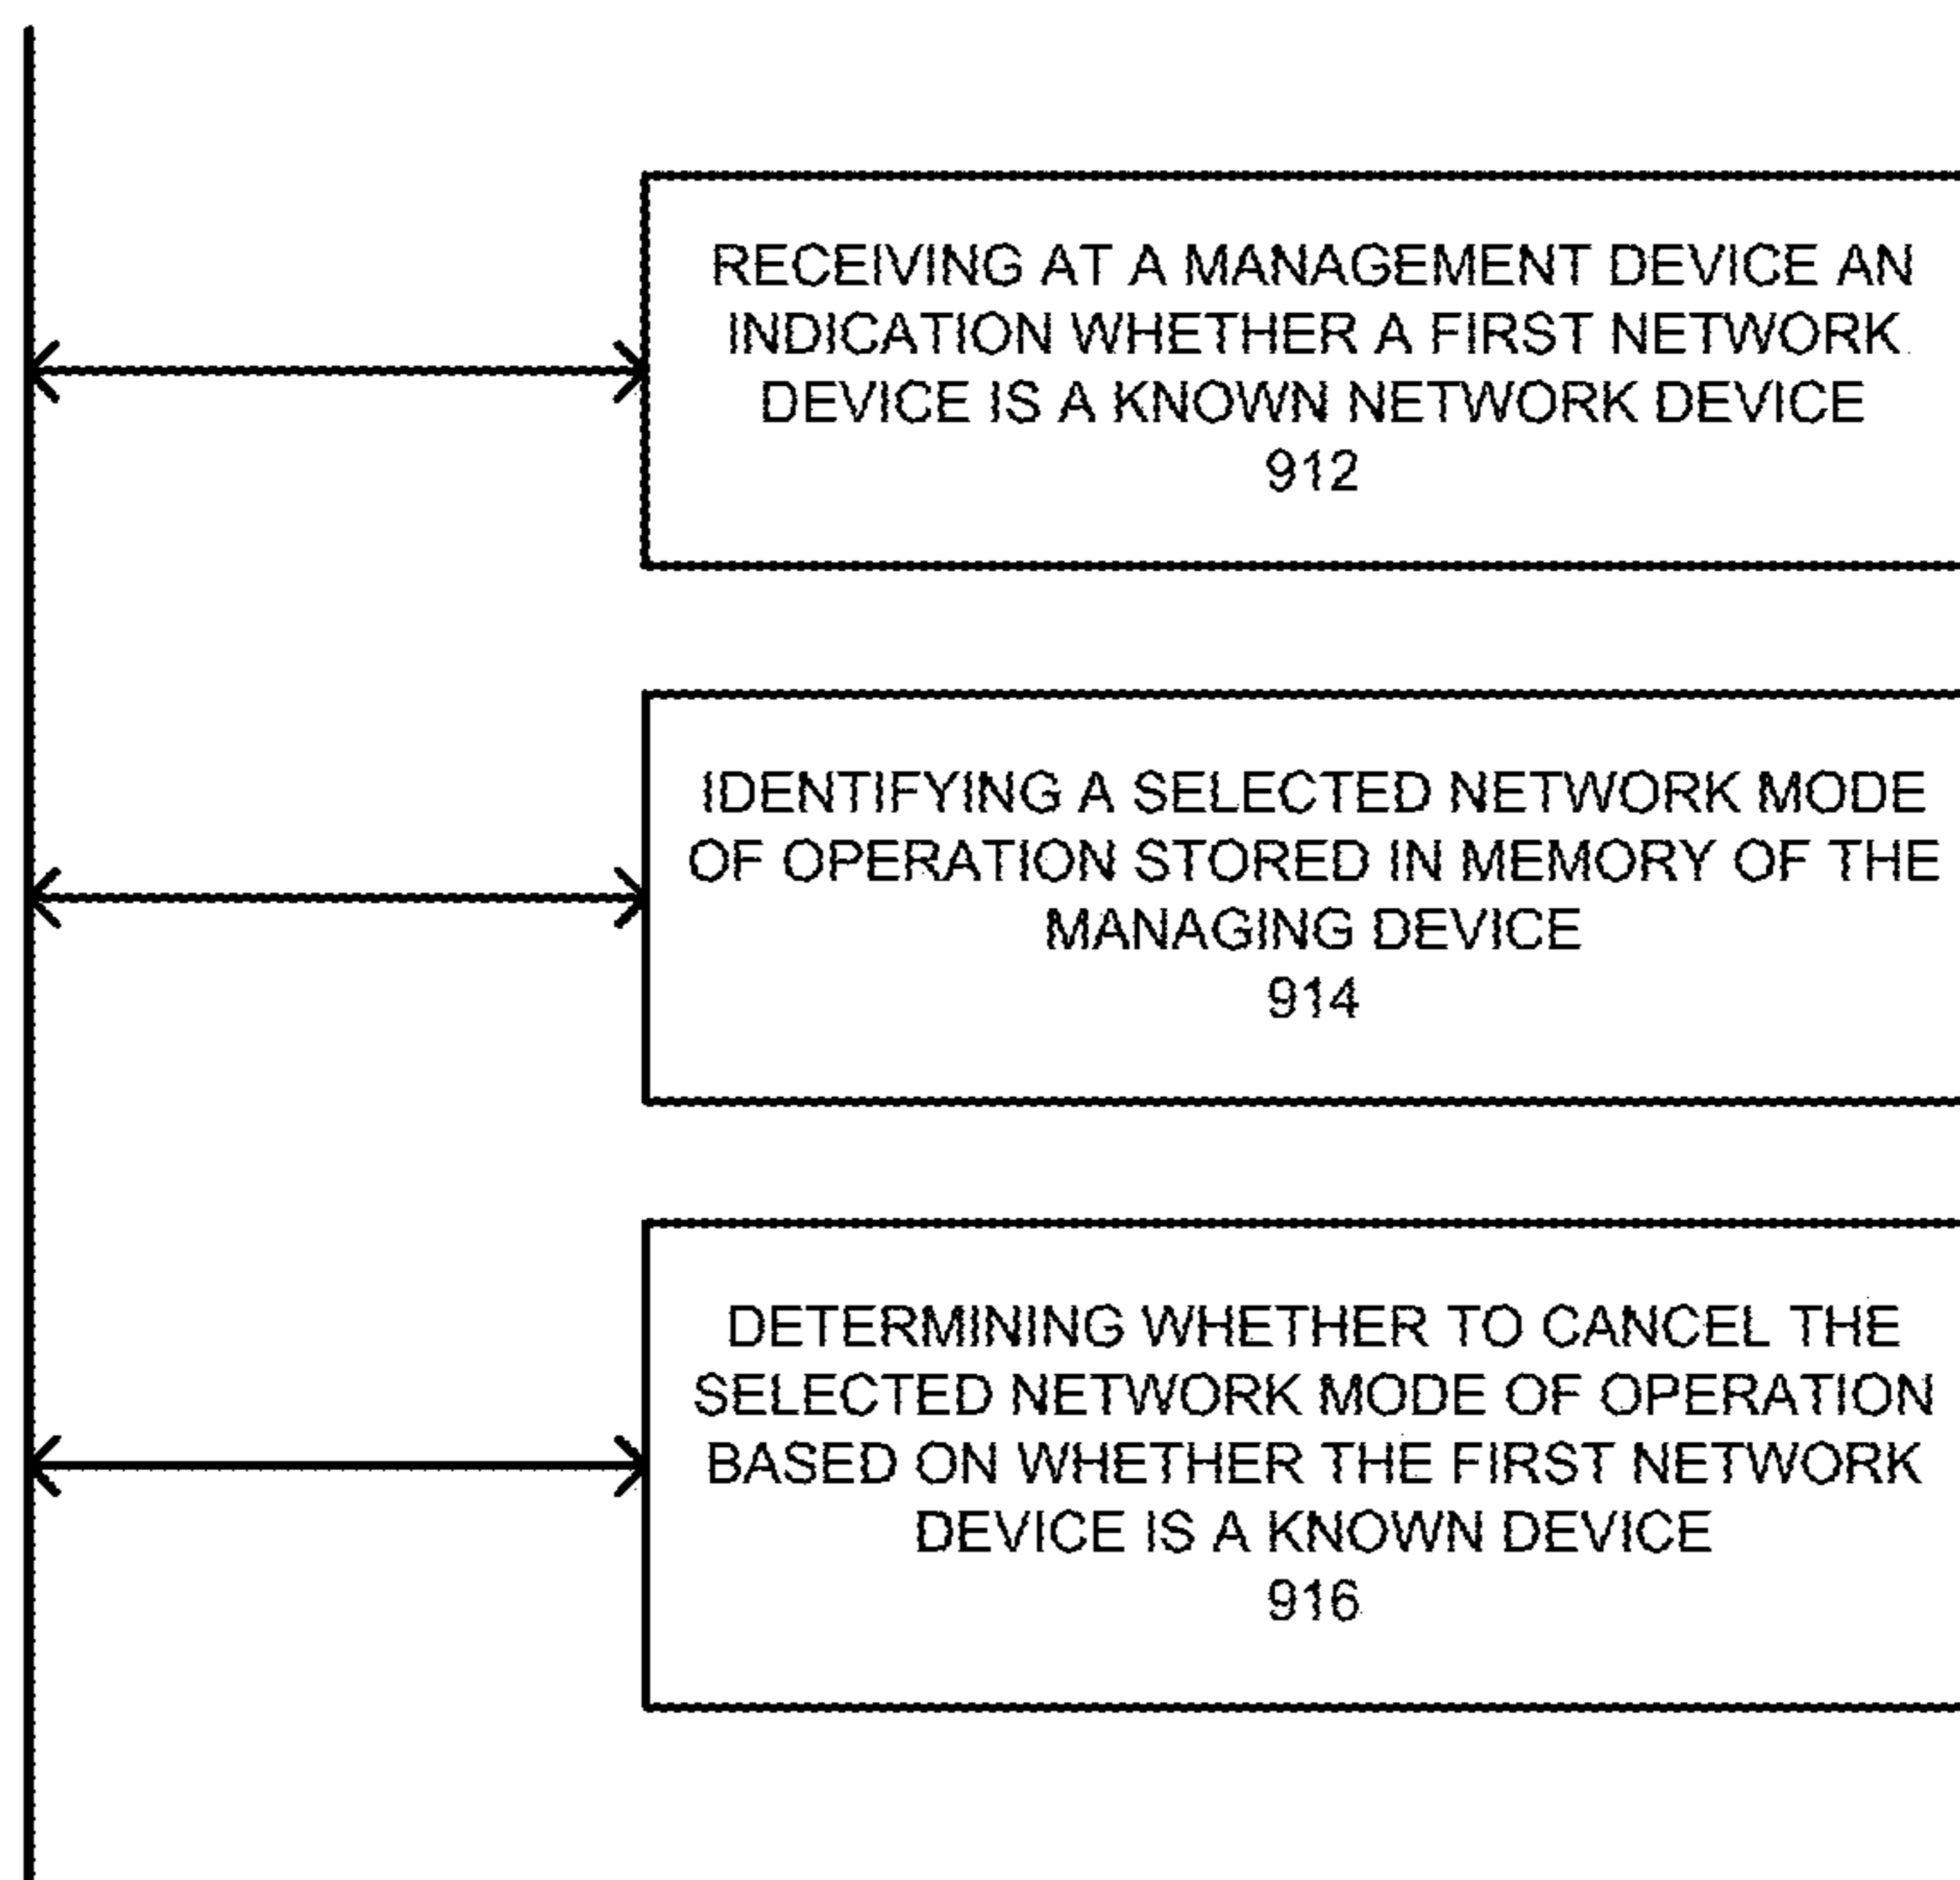 RECEIVING AT A MANAGEMENT DEVICE AN
INDICATION WHETHER A FIRST NETWORK
DEVICE IS A KNOWN NETWORK DEVICE
912
IDENTIFYING A SELECTED NETWORK MODE
OF OPERATION STORED IN MEMORY OF THE
MANAGING DEVICE
914
DETERMINING WHETHER TO CANCEL THE
SELECTED NETWORK MODE OF OPERATION
BASED ON WHETHER THE FIRST NETWORK
DEVICE IS A KNOWN DEVICE
916